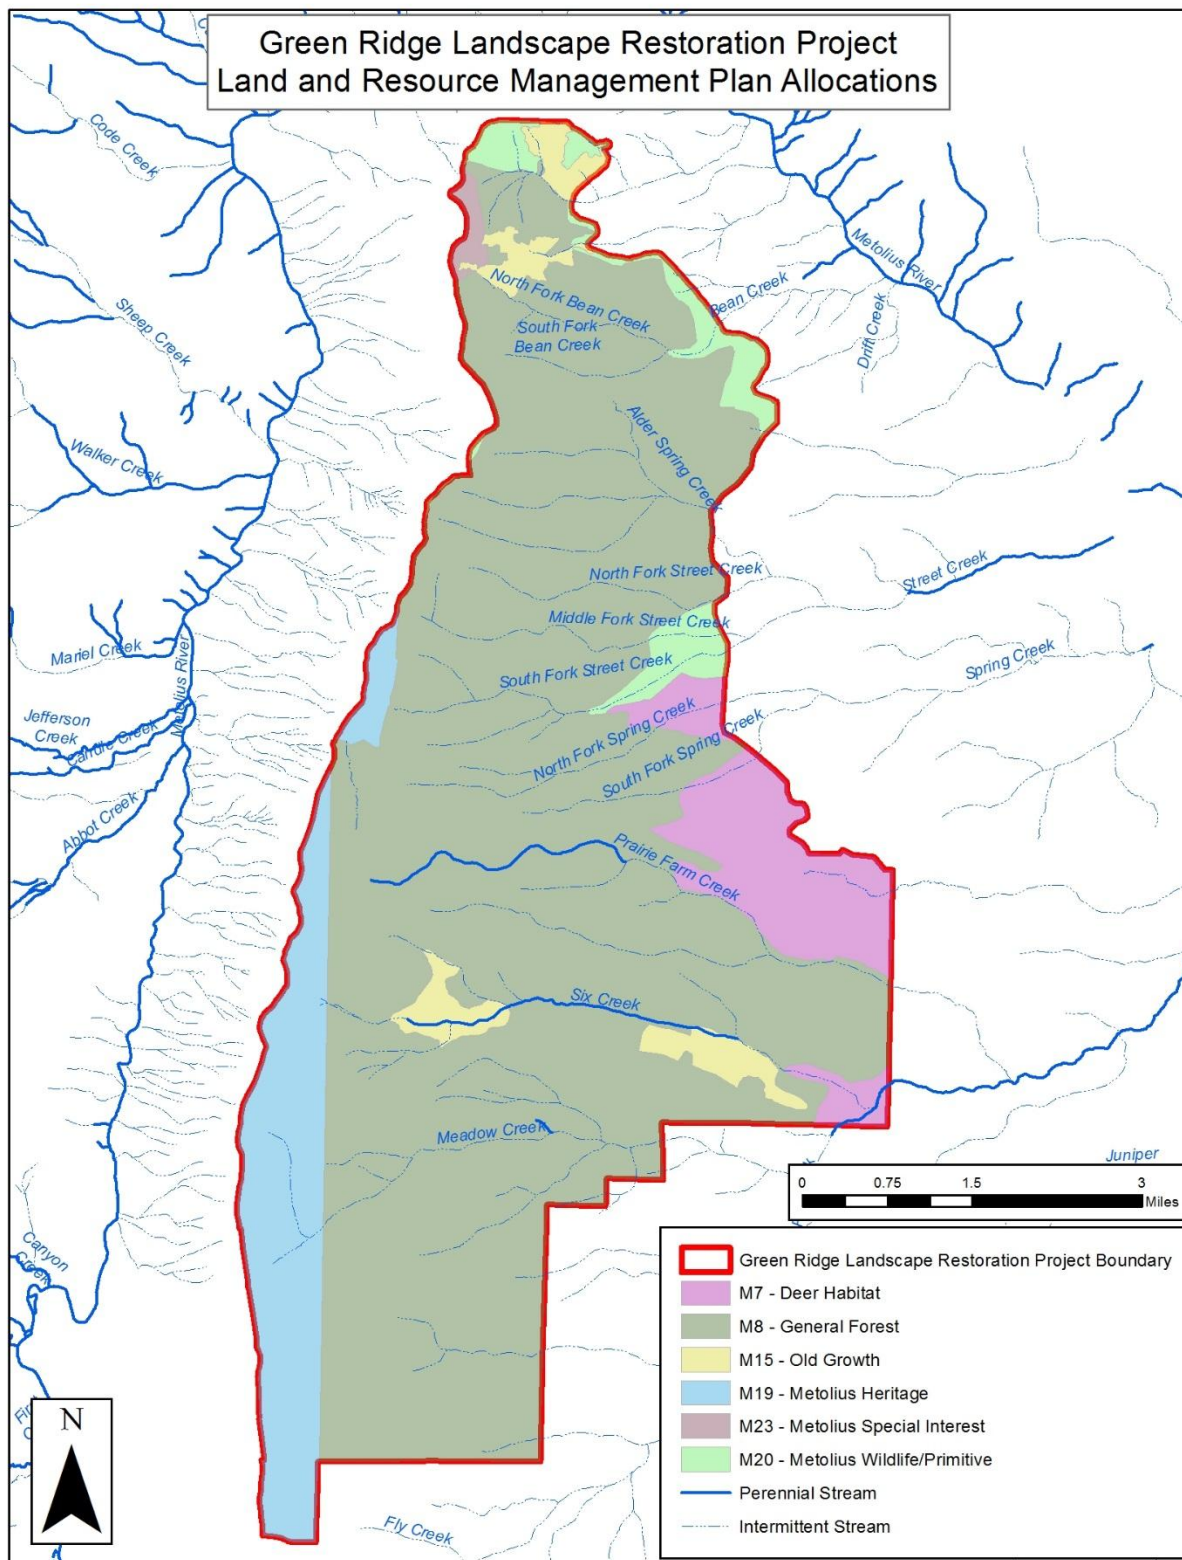 Green Ridge Landscape Restoration Project
Land and Resource Management Plan Allocations
Code Creek
Metolius River
Bean Creek
Drift Creek
Sheep Creek
North Fork Bean Creek
South Fork
Bean Creek
Alder Spring Creek
Walker Creek
North Fork Street Creek
Street Creek
Middle Fork Street Creek
Mariel Creek
Metolius River
South Fork Street Creek
Spring Creek
Jefferson
Creek
Candle Creek
North Fork Spring Creek
South Fork Spring Creek
Abbot Creek
Prairie Farm Creek
Six Creek
Meadow Creek
Juniper
0 0.75 1.5 3
Miles
Canyon
Creek
Green Ridge Landscape Restoration Project Boundary
M7 - Deer Habitat
M8 - General Forest
M15 - Old Growth
M19 - Metolius Heritage
M23 - Metolius Special Interest
M20 - Metolius Wildlife/Primitive
Perennial Stream
Intermittent Stream
N
Fly Creek